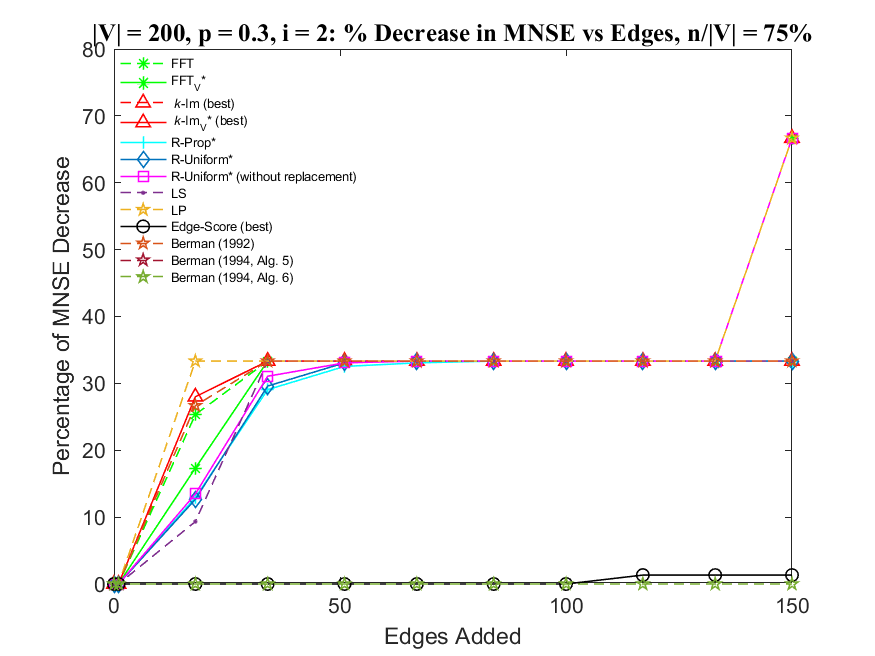 |V| = 200, p = 0.3, i = 2: % Decrease in MNSE vs Edges, n/|V| = 75%
80
70
60
50
40
30
20
10
0
Percentage of MNSE Decrease
FFT
FFT_V*
k-lm (best)
k-lm_V* (best)
R-Prop*
R-Uniform*
R-Uniform* (without replacement)
LS
LP
Edge-Score (best)
Berman (1992)
Berman (1994, Alg. 5)
Berman (1994, Alg. 6)
0 50 100 150
Edges Added